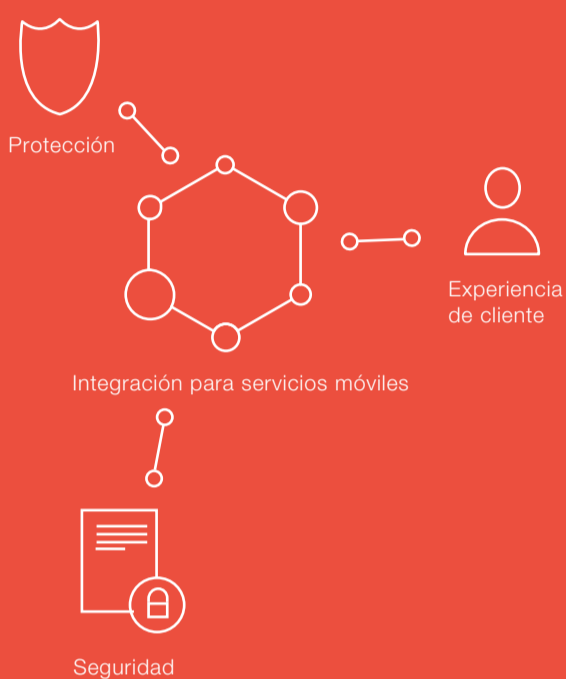 Protección
Experiencia
de cliente
Integración para servicios móviles
Seguridad